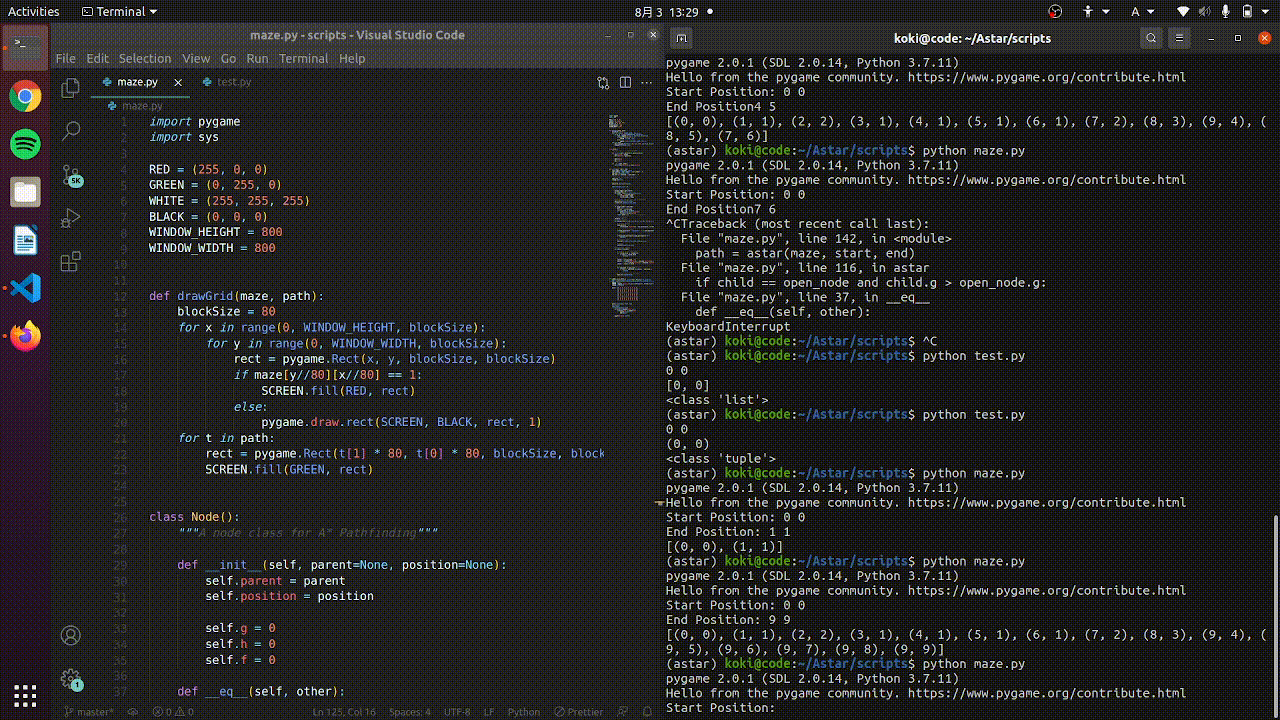 Activities
Terminal
8月 3 13:29
A
maze.py - scripts - Visual Studio Code
File Edit Selection View Go Run Terminal Help
maze.py
test.py
maze.py
5K
1 import pygame
2 import sys
3
4 RED = (255, 0, 0)
5 GREEN = (0, 255, 0)
6 WHITE = (255, 255, 255)
7 BLACK = (0, 0, 0)
8 WINDOW_HEIGHT = 800
9 WINDOW_WIDTH = 800
10
11
12 def drawGrid(maze, path):
13 blockSize = 80
14 for x in range(0, WINDOW_HEIGHT, blockSize):
15 for y in range(0, WINDOW_WIDTH, blockSize):
16 rect = pygame.Rect(x, y, blockSize, blockSize)
17 if maze[y//80][x//80] == 1:
18 SCREEN.fill(RED, rect)
19 else:
20 pygame.draw.rect(SCREEN, BLACK, rect, 1)
21 for t in path:
22 rect = pygame.Rect(t[1] * 80, t[0] * 80, blockSize, block
23 SCREEN.fill(GREEN, rect)
24
25
26 class Node():
27 """A node class for A* Pathfinding"""
28
29 def __init__(self, parent=None, position=None):
30 self.parent = parent
31 self.position = position
32
33 self.g = 0
34 self.h = 0
35 self.f = 0
36
37 def __eq__(self, other):
1
master*
0 0
Ln 125, Col 16 Spaces: 4 UTF-8 LF Python Prettier
koki@code: ~/Astar/scripts
pygame 2.0.1 (SDL 2.0.14, Python 3.7.11)
Hello from the pygame community. https://www.pygame.org/contribute.html
Start Position: 0 0
End Position4 5
[(0, 0), (1, 1), (2, 2), (3, 1), (4, 1), (5, 1), (6, 1), (7, 2), (8, 3), (9, 4), (
8, 5), (7, 6)]
(astar) koki@code:~/Astar/scripts$ python maze.py
pygame 2.0.1 (SDL 2.0.14, Python 3.7.11)
Hello from the pygame community. https://www.pygame.org/contribute.html
Start Position: 0 0
End Position7 6
^CTraceback (most recent call last):
File "maze.py", line 142, in <module>
path = astar(maze, start, end)
File "maze.py", line 116, in astar
if child == open_node and child.g > open_node.g:
File "maze.py", line 37, in __eq__
def __eq__(self, other):
KeyboardInterrupt
(astar) koki@code:~/Astar/scripts$ ^C
(astar) koki@code:~/Astar/scripts$ python test.py
0 0
[0, 0]
<class 'list'>
(astar) koki@code:~/Astar/scripts$ python test.py
0 0
(0, 0)
<class 'tuple'>
(astar) koki@code:~/Astar/scripts$ python maze.py
pygame 2.0.1 (SDL 2.0.14, Python 3.7.11)
Hello from the pygame community. https://www.pygame.org/contribute.html
Start Position: 0 0
End Position: 1 1
[(0, 0), (1, 1)]
(astar) koki@code:~/Astar/scripts$ python maze.py
pygame 2.0.1 (SDL 2.0.14, Python 3.7.11)
Hello from the pygame community. https://www.pygame.org/contribute.html
Start Position: 0 0
End Position: 9 9
[(0, 0), (1, 1), (2, 2), (3, 1), (4, 1), (5, 1), (6, 1), (7, 2), (8, 3), (9, 4), (
9, 5), (9, 6), (9, 7), (9, 8), (9, 9)]
(astar) koki@code:~/Astar/scripts$ python maze.py
pygame 2.0.1 (SDL 2.0.14, Python 3.7.11)
Hello from the pygame community. https://www.pygame.org/contribute.html
Start Position: